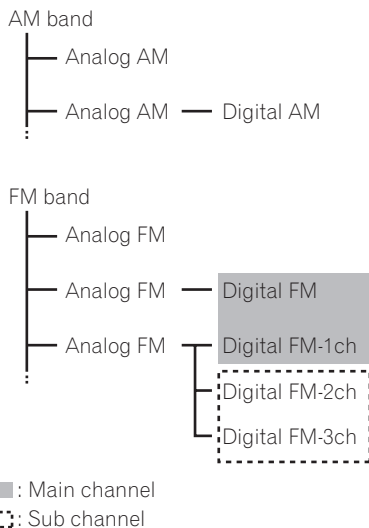 AM band
Analog AM
Analog AM Digital AM
FM band
Analog FM
Analog FM Digital FM
Analog FM Digital FM-1ch
Digital FM-2ch
Digital FM-3ch
: Main channel
: Sub channel